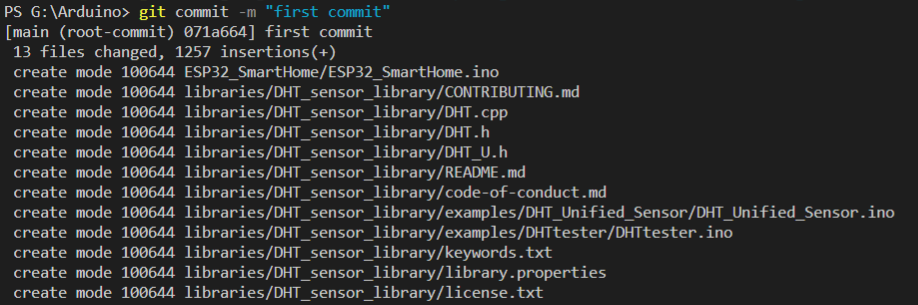 PS G:\Arduino> git commit -m "first commit"
[main (root-commit) 071a664] first commit
 13 files changed, 1257 insertions(+)
 create mode 100644 ESP32_SmartHome/ESP32_SmartHome.ino
 create mode 100644 libraries/DHT_sensor_library/CONTRIBUTING.md
 create mode 100644 libraries/DHT_sensor_library/DHT.cpp
 create mode 100644 libraries/DHT_sensor_library/DHT.h
 create mode 100644 libraries/DHT_sensor_library/DHT_U.h
 create mode 100644 libraries/DHT_sensor_library/README.md
 create mode 100644 libraries/DHT_sensor_library/code-of-conduct.md
 create mode 100644 libraries/DHT_sensor_library/examples/DHT_Unified_Sensor/DHT_Unified_Sensor.ino
 create mode 100644 libraries/DHT_sensor_library/examples/DHTtester/DHTtester.ino
 create mode 100644 libraries/DHT_sensor_library/keywords.txt
 create mode 100644 libraries/DHT_sensor_library/library.properties
 create mode 100644 libraries/DHT_sensor_library/license.txt